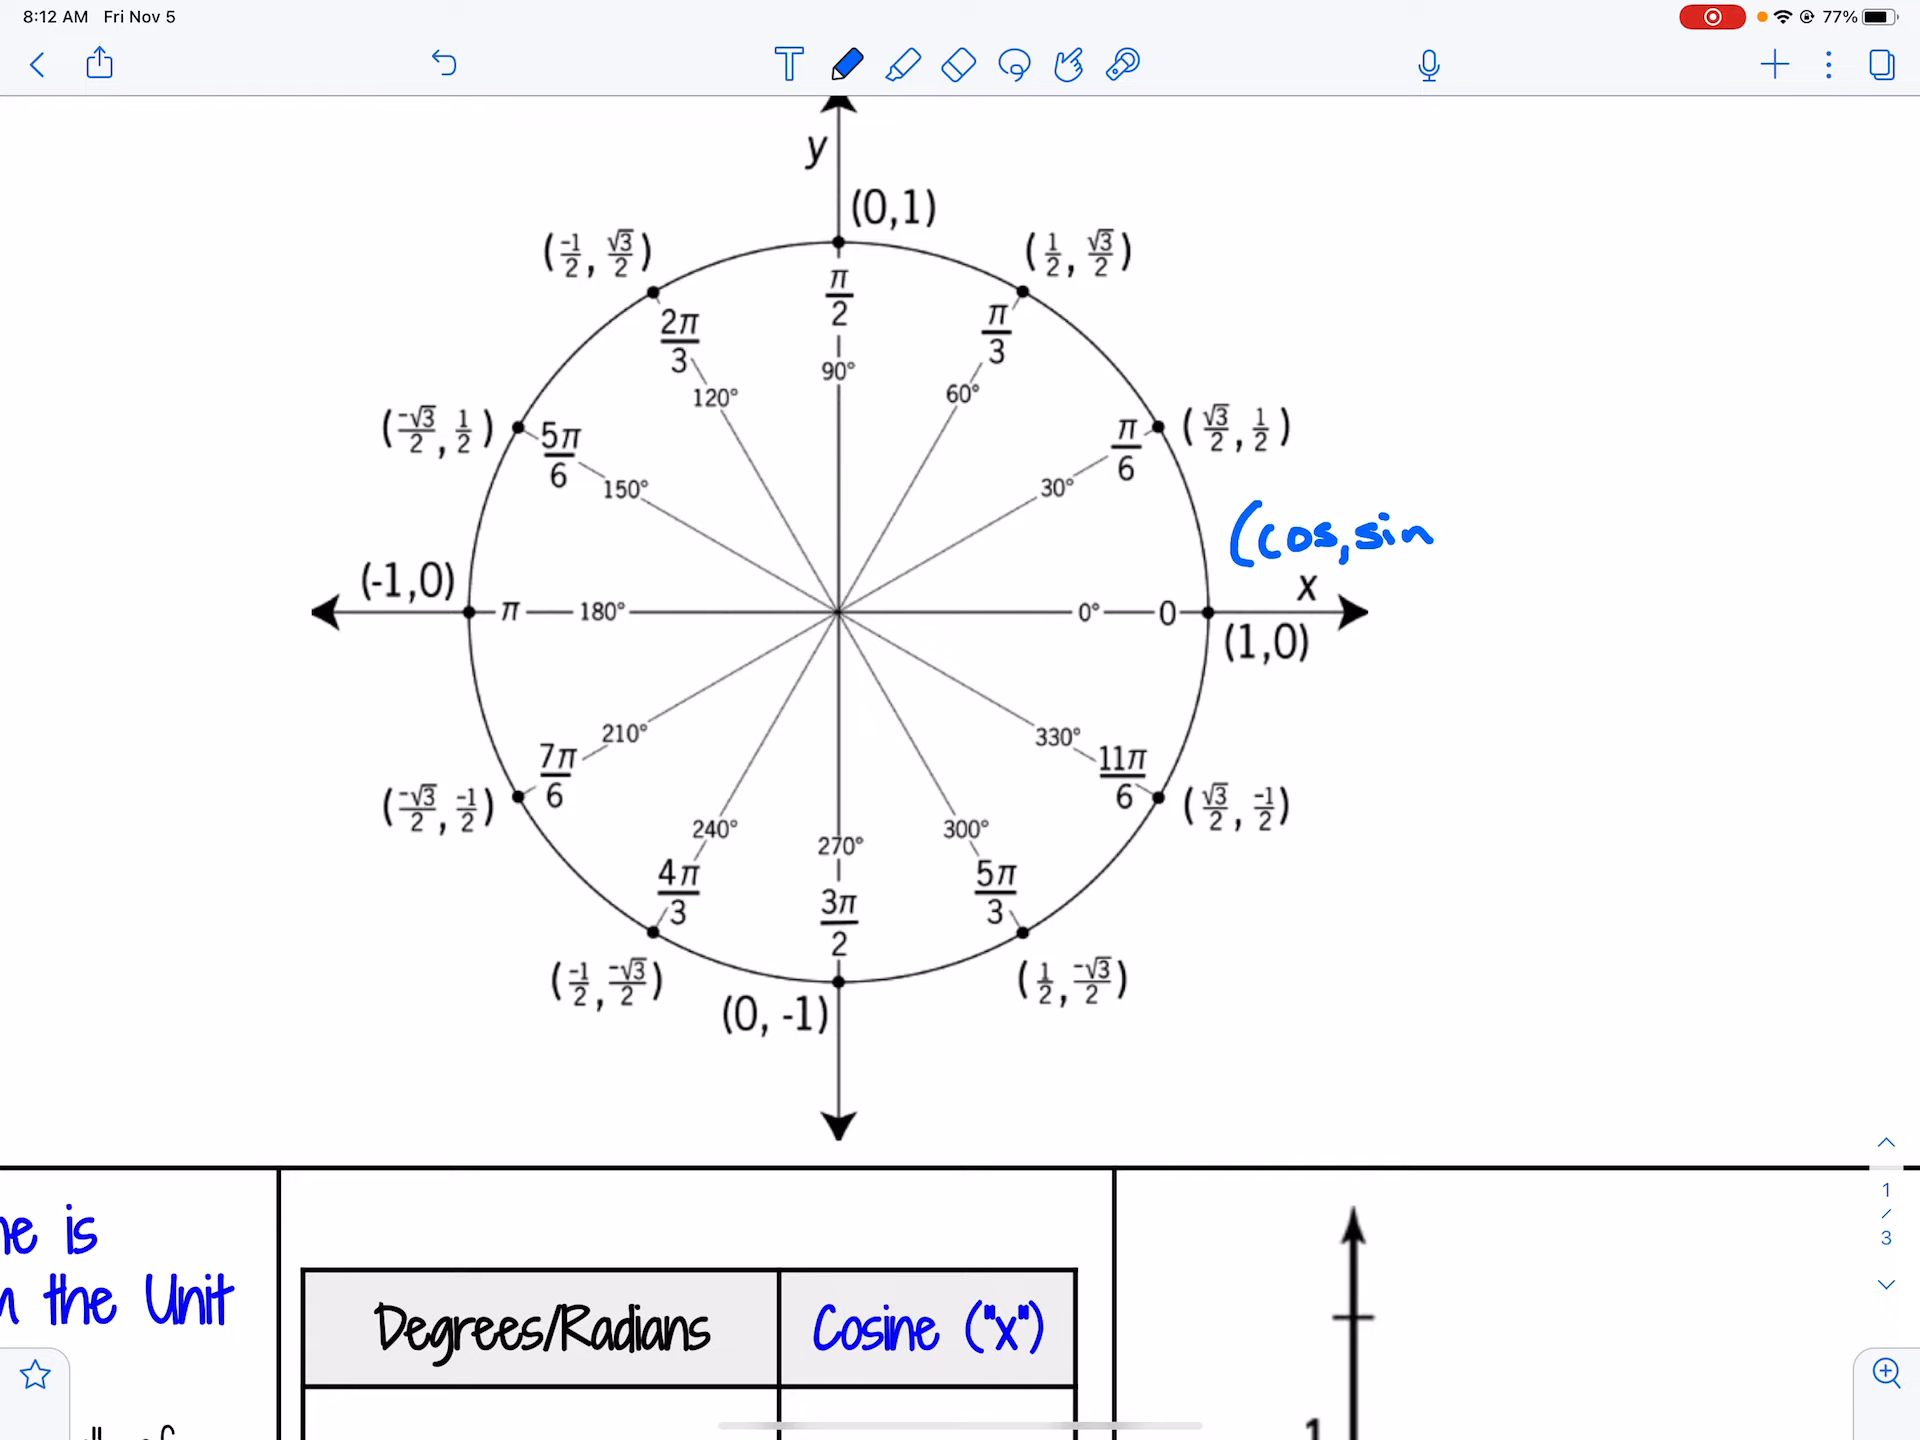 8:12 AM Fri Nov 5 77%
y
(0,1)
(-1/2, √3/2) (1/2, √3/2)
π/2
2π/3 π/3
90°
120° 60°
(-√3/2, 1/2) 5π/6 π/6 (√3/2, 1/2)
150° 30°
(cos, sin
(-1,0) x
π 180° 0° 0
(1,0)
210° 330°
7π/6 11π/6
(-√3/2, -1/2) (√3/2, -1/2)
240° 270° 300°
4π/3 3π/2 5π/3
(-1/2, -√3/2) (1/2, -√3/2)
(0, -1)
ne is
the Unit
Degrees/Radians Cosine ("x")
1
1
/
3